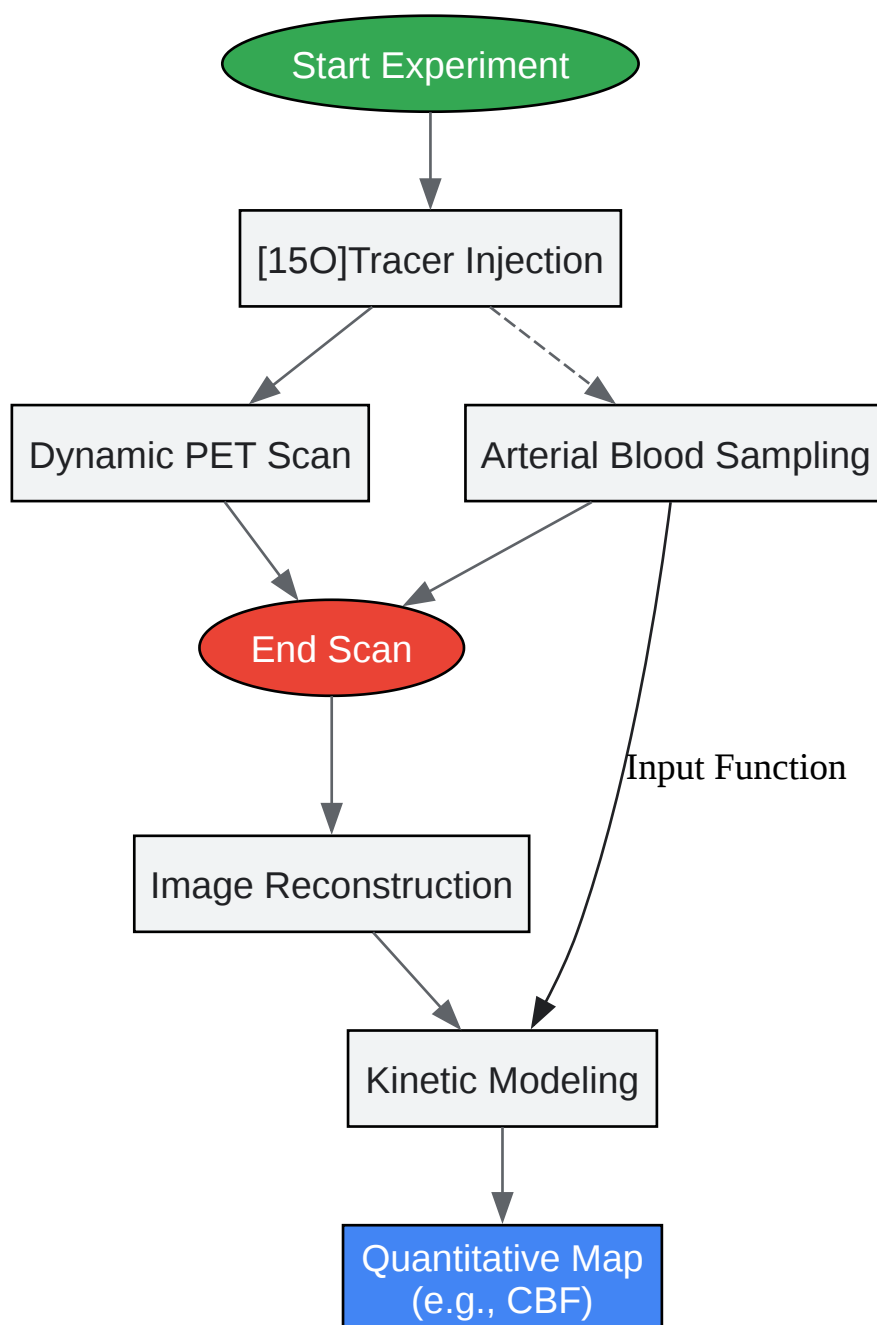 Start Experiment
[15O]Tracer Injection
Dynamic PET Scan
Arterial Blood Sampling
End Scan
Input Function
Image Reconstruction
Kinetic Modeling
Quantitative Map
(e.g., CBF)